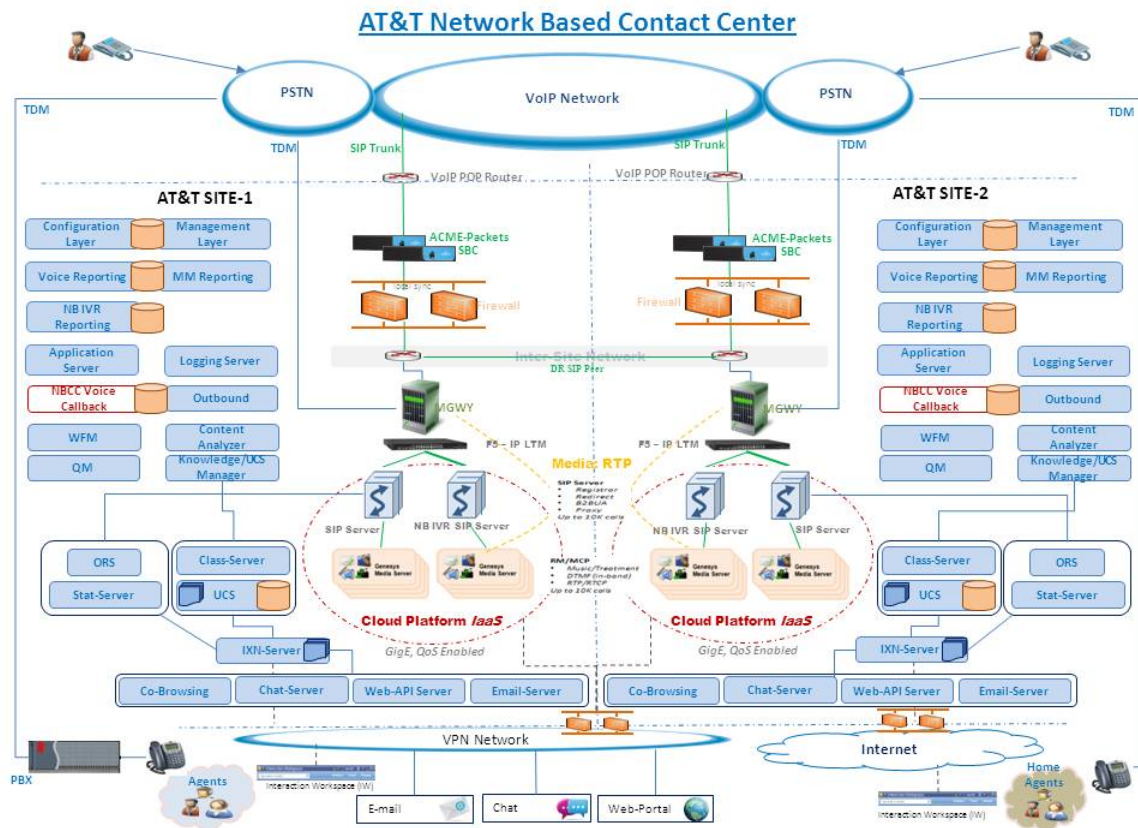 AT&T Network Based Contact Center
PSTN
VoIP Network
PSTN
TDM
TDM
TDM
TDM
SIP Trunk
SIP Trunk
VoIP POP Router
VoIP POP Router
AT&T SITE-1
AT&T SITE-2
Configuration
Layer
Management
Layer
Voice Reporting
MM Reporting
NB IVR
Reporting
Application
Server
Logging Server
NBCC Voice
Callback
Outbound
WFM
Content
Analyzer
QM
Knowledge/UCS
Manager
ACME-Packets
SBC
local sync
Firewall
ACME-Packets
SBC
local sync
Firewall
Inter-Site Network
DR SIP Peer
MGWY
MGWY
F5 – IP LTM
F5 – IP LTM
Media: RTP
SIP Server
• Registrar
• Redirect
• B2BUA
• Proxy
Up to 10K calls
SIP Server
NB IVR SIP Server
NB IVR SIP Server
SIP Server
Genesys
Media Server
Genesys
Media Server
Genesys
Media Server
Genesys
Media Server
RM/MCP
• Music/Treatment
• DTMF (in-band)
• RTP/RTCP
Up to 10K calls
Cloud Platform IaaS
Cloud Platform IaaS
GigE, QoS Enabled
GigE, QoS Enabled
Configuration
Layer
Management
Layer
Voice Reporting
MM Reporting
NB IVR
Reporting
Application
Server
Logging Server
NBCC Voice
Callback
Outbound
WFM
Content
Analyzer
QM
Knowledge/UCS
Manager
ORS
Stat-Server
Class-Server
UCS
IXN-Server
Class-Server
UCS
ORS
Stat-Server
IXN-Server
Co-Browsing
Chat-Server
Web-API Server
Email-Server
Co-Browsing
Chat-Server
Web-API Server
Email-Server
VPN Network
Internet
PBX
Agents
Interaction Workspace (IW)
E-mail
Chat
Web-Portal
Interaction Workspace (IW)
Home
Agents